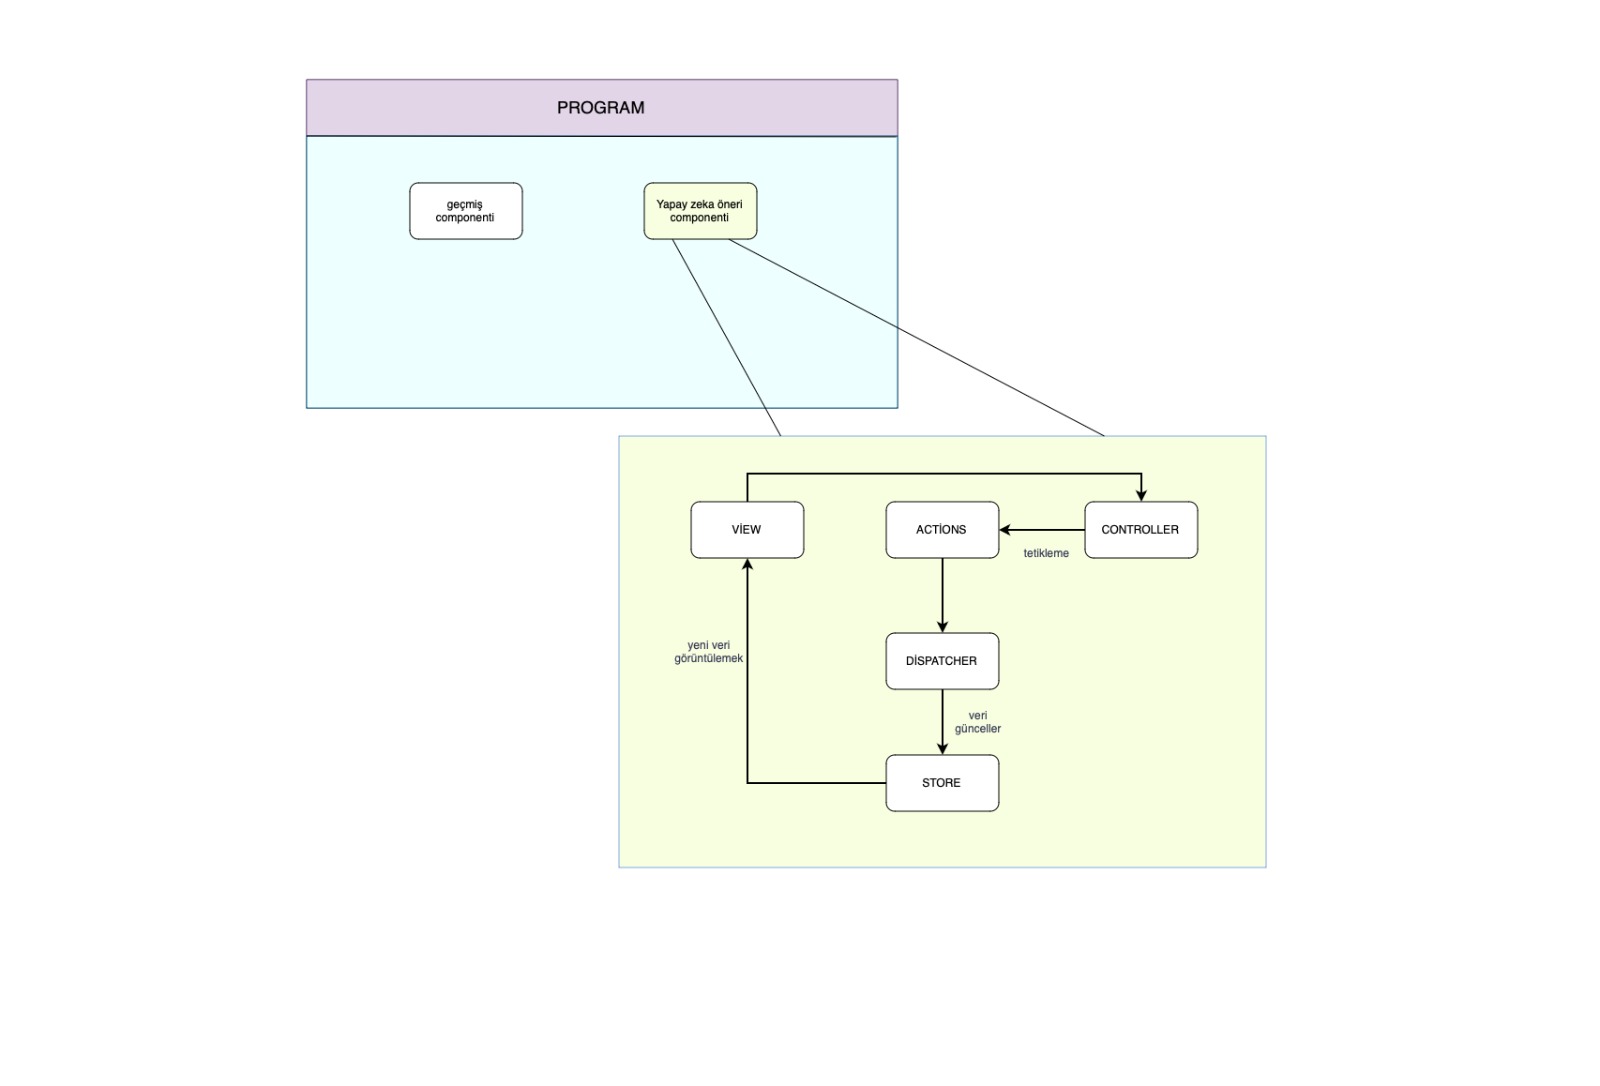 PROGRAM
geçmiş
componenti
Yapay zeka öneri
componenti
VİEW
ACTİONS
CONTROLLER
tetikleme
yeni veri
görüntülemek
DİSPATCHER
veri
günceller
STORE